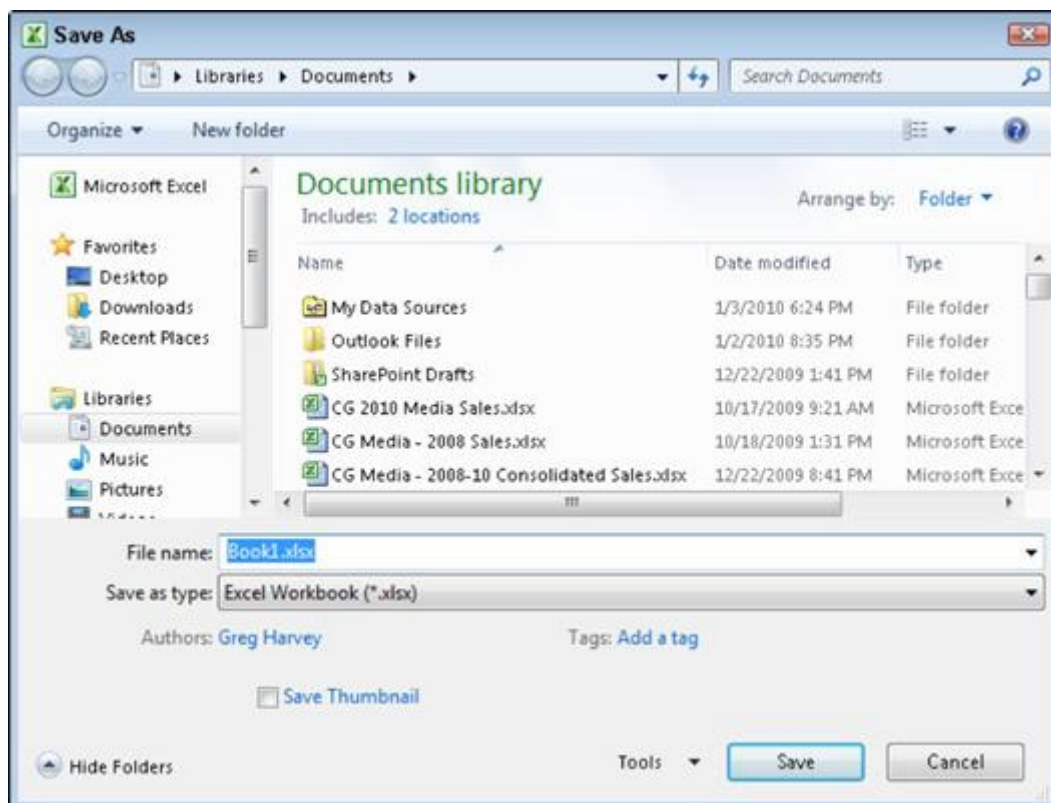 Save As
Libraries Documents
Search Documents
Organize New folder
Microsoft Excel
Favorites
Desktop
Downloads
Recent Places
Libraries
Documents
Music
Pictures
Documents library
Includes: 2 locations
Arrange by: Folder
Name Date modified Type
My Data Sources 1/3/2010 6:24 PM File folder
Outlook Files 1/2/2010 8:35 PM File folder
SharePoint Drafts 12/22/2009 1:41 PM File folder
CG 2010 Media Sales.xlsx 10/17/2009 9:21 AM Microsoft Exce
CG Media - 2008 Sales.xlsx 10/18/2009 1:31 PM Microsoft Exce
CG Media - 2008-10 Consolidated Sales.xlsx 12/22/2009 8:41 PM Microsoft Exce
File name: Book1.xlsx
Save as type: Excel Workbook (*.xlsx)
Authors: Greg Harvey Tags: Add a tag
Save Thumbnail
Hide Folders Tools Save Cancel